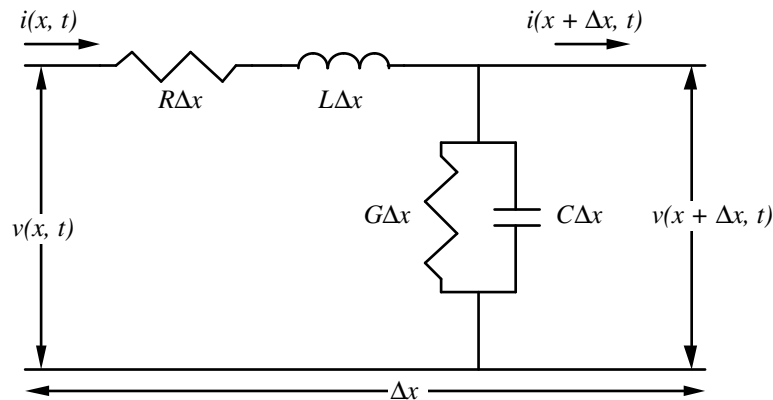 i(x, t)
i(x + Δx, t)
RΔx
LΔx
v(x, t)
GΔx
CΔx
v(x + Δx, t)
Δx